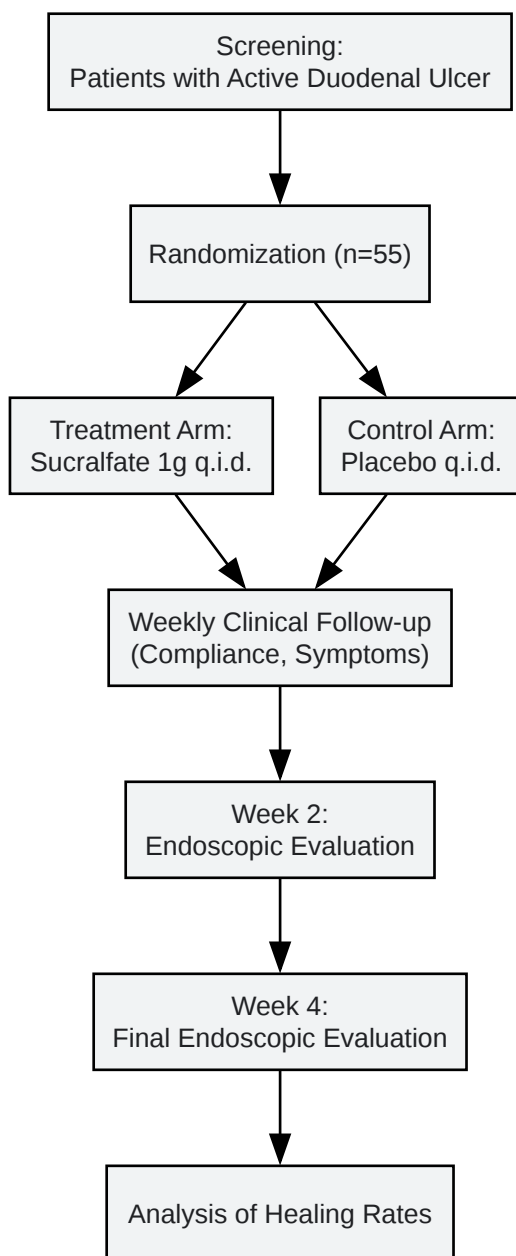 Screening:
Patients with Active Duodenal Ulcer
Randomization (n=55)
Treatment Arm:
Sucralfate 1g q.i.d.
Control Arm:
Placebo q.i.d.
Weekly Clinical Follow-up
(Compliance, Symptoms)
Week 2:
Endoscopic Evaluation
Week 4:
Final Endoscopic Evaluation
Analysis of Healing Rates